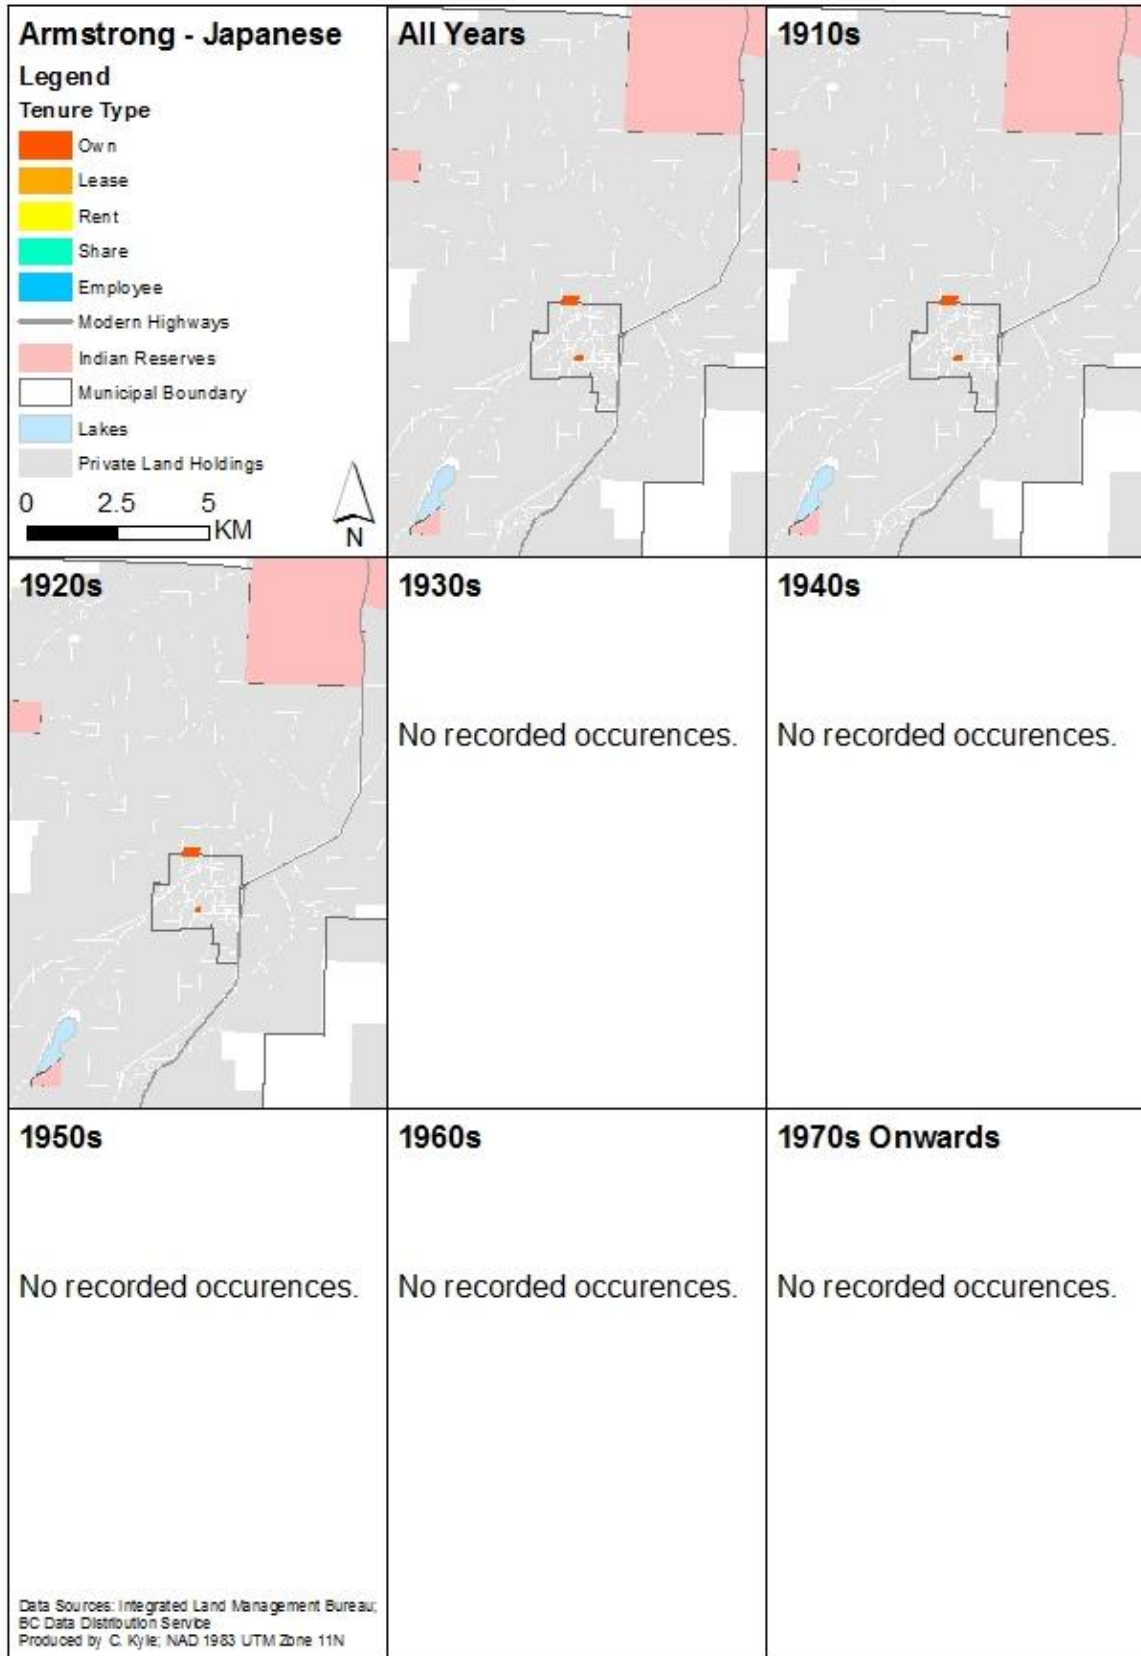 Armstrong - Japanese
Legend
Tenure Type
Own
Lease
Rent
Share
Employee
Modern Highways
Indian Reserves
Municipal Boundary
Lakes
Private Land Holdings
0 2.5 5
KM
N
All Years
1910s
1920s
1930s
No recorded occurences.
1940s
No recorded occurences.
1950s
No recorded occurences.
1960s
No recorded occurences.
1970s Onwards
No recorded occurences.
Data Sources: Integrated Land Management Bureau;
BC Data Distribution Service
Produced by C. Kyle; NAD 1983 UTM Zone 11N